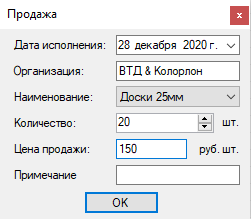 Продажа x
Дата исполнения: 28 декабря 2020 г.
Организация: ВТД & Колорлон
Наименование: Доски 25мм
Количество: 20 шт.
Цена продажи: 150 руб. шт.
Примечание
OK